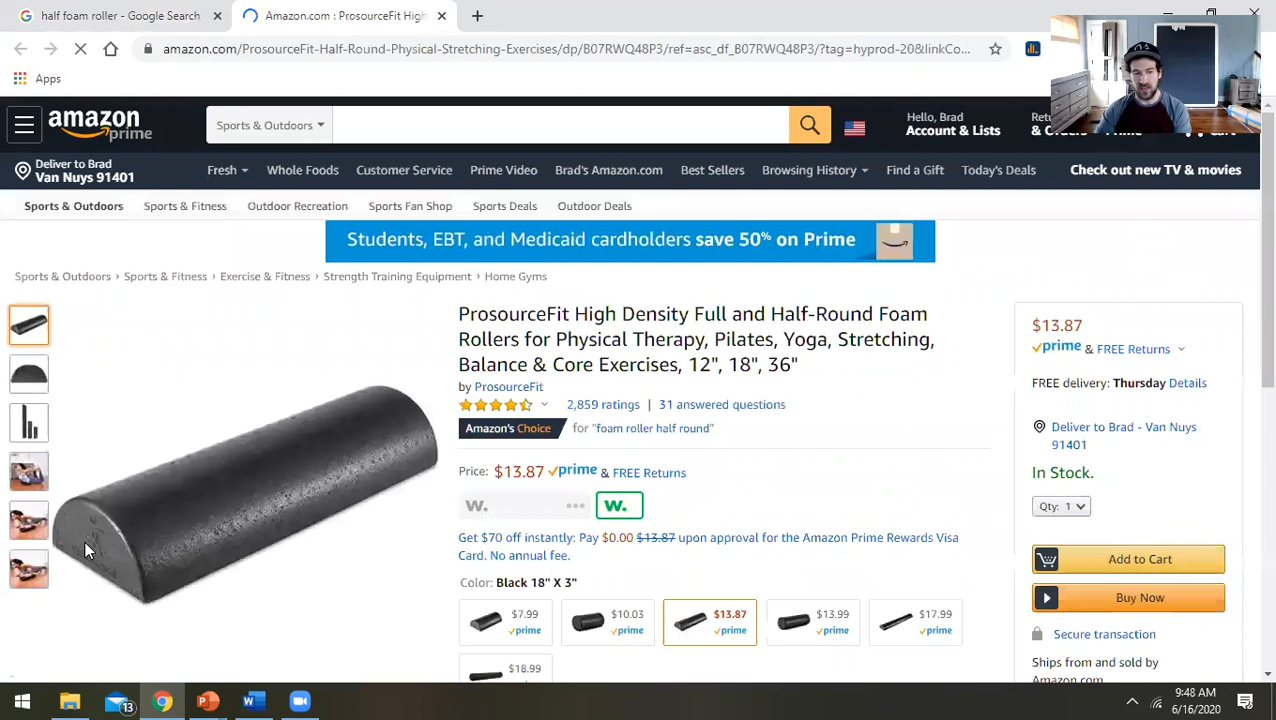 half foam roller - Google Search
Amazon.com : ProsourceFit High
amazon.com/ProsourceFit-Half-Round-Physical-Stretching-Exercises/dp/B07RWQ48P3/ref=asc_df_B07RWQ48P3/?tag=hyprod-20&linkCo...
Apps
amazon prime
Sports & Outdoors
Hello, Brad
Account & Lists
& Orders
Deliver to Brad
Van Nuys 91401
Fresh
Whole Foods
Customer Service
Prime Video
Brad's Amazon.com
Best Sellers
Browsing History
Find a Gift
Today's Deals
Check out new TV & movies
Sports & Outdoors
Sports & Fitness
Outdoor Recreation
Sports Fan Shop
Sports Deals
Outdoor Deals
Students, EBT, and Medicaid cardholders save 50% on Prime
Sports & Outdoors › Sports & Fitness › Exercise & Fitness › Strength Training Equipment › Home Gyms
ProsourceFit High Density Full and Half-Round Foam
Rollers for Physical Therapy, Pilates, Yoga, Stretching,
Balance & Core Exercises, 12", 18", 36"
by ProsourceFit
2,859 ratings | 31 answered questions
Amazon's Choice for "foam roller half round"
Price: $13.87 prime & FREE Returns
w. ••• w.
Get $70 off instantly: Pay $0.00 $13.87 upon approval for the Amazon Prime Rewards Visa
Card. No annual fee.
Color: Black 18" X 3"
$7.99 prime
$10.03 prime
$13.87 prime
$13.99 prime
$17.99 prime
$18.99
$13.87
prime & FREE Returns
FREE delivery: Thursday Details
Deliver to Brad - Van Nuys
91401
In Stock.
Qty: 1
Add to Cart
Buy Now
Secure transaction
Ships from and sold by
Amazon.com
13
9:48 AM
6/16/2020